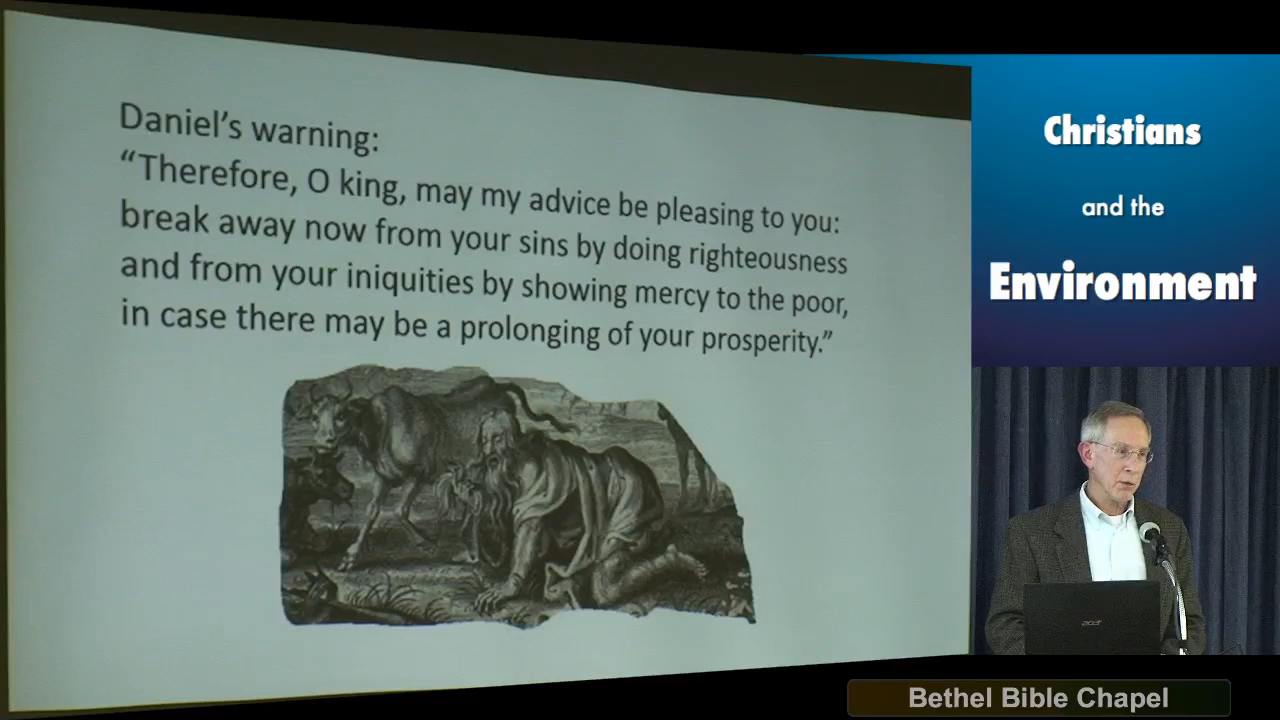 Daniel's warning:
“Therefore, O king, may my advice be pleasing to you:
break away now from your sins by doing righteousness
and from your iniquities by showing mercy to the poor,
in case there may be a prolonging of your prosperity.”
Christians
and the
Environment
acer
Bethel Bible Chapel